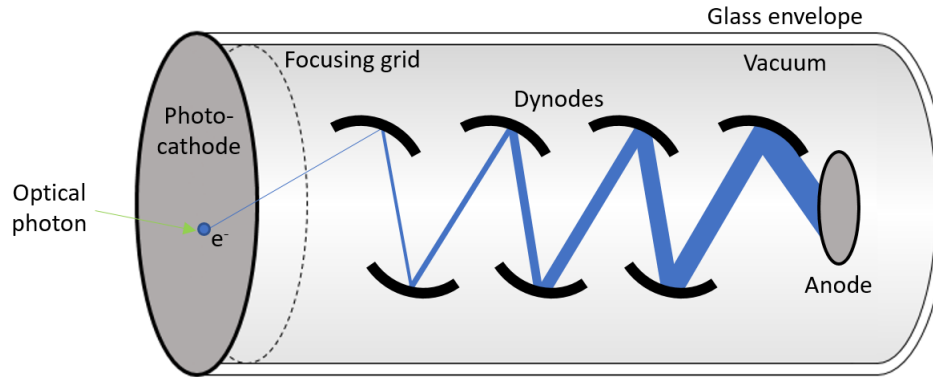 Glass envelope
Focusing grid
Vacuum
Dynodes
Photo-
cathode
Optical
photon
e-
Anode